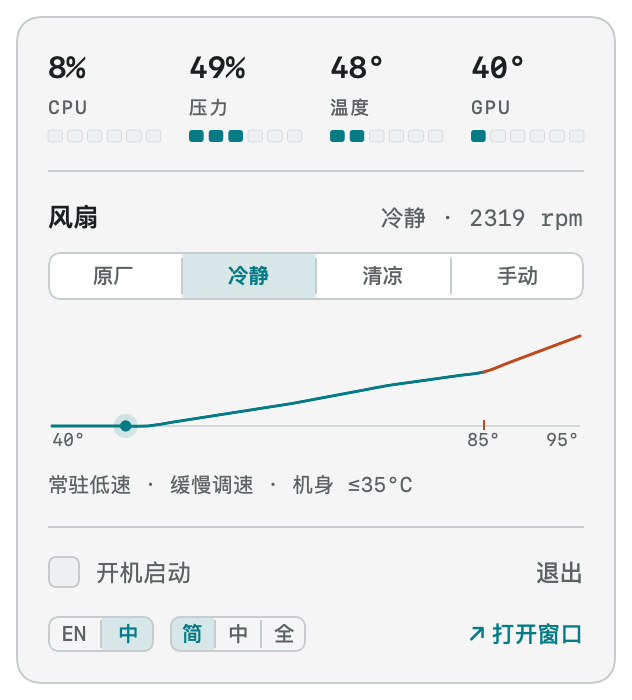 8% 49% 48° 40°
CPU 压力 温度 GPU
风扇 冷静 · 2319 rpm
原厂 冷静 清凉 手动
40° 85° 95°
常驻低速 · 缓慢调速 · 机身 ≤35°C
开机启动 退出
EN 中 简 中 全 ↗打开窗口